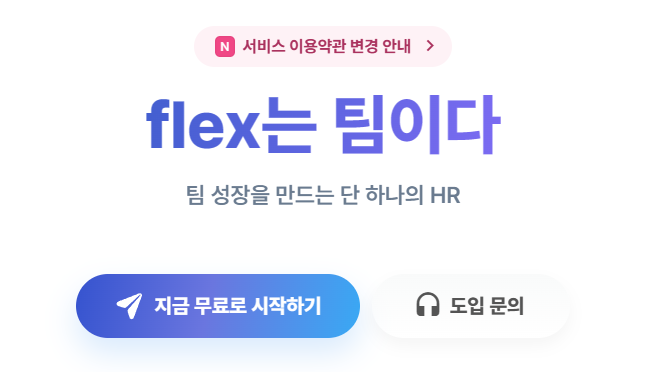 N 서비스 이용약관 변경 안내
flex는 팀이다
팀 성장을 만드는 단 하나의 HR
지금 무료로 시작하기
도입 문의